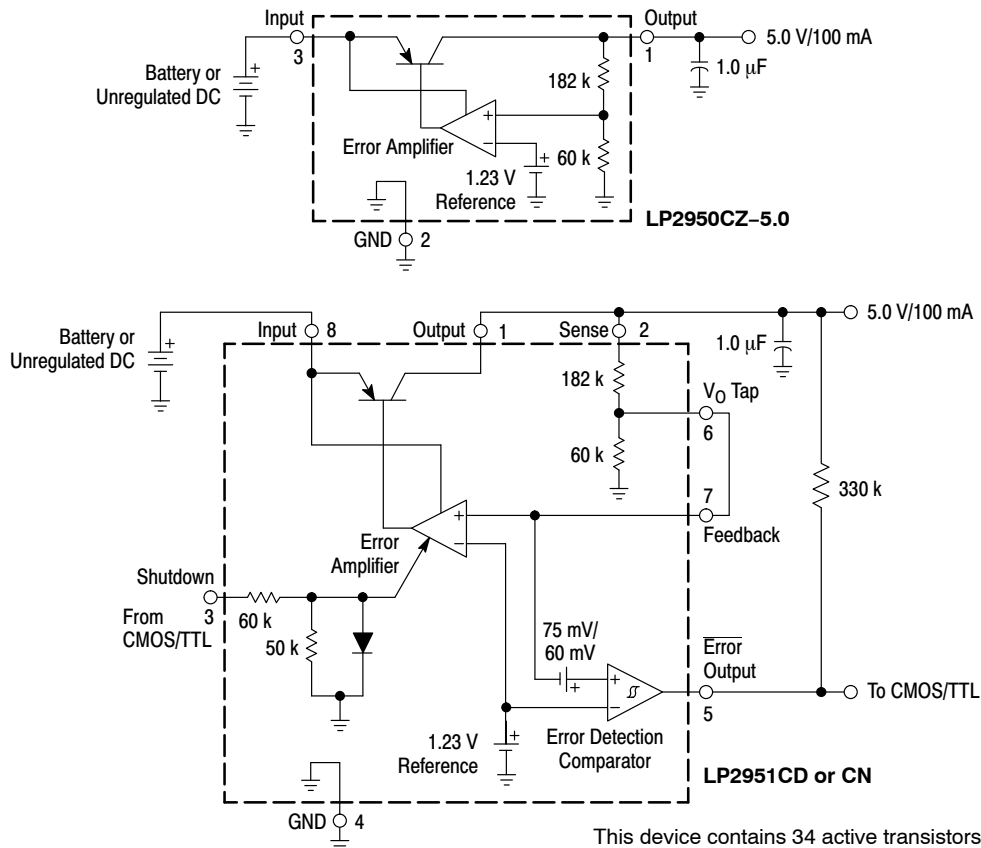 Input
3
Output
1
5.0 V/100 mA
1.0 μF
+
Battery or
Unregulated DC
182 k
+
−
Error Amplifier
60 k
+
1.23 V
Reference
GND 2
LP2950CZ–5.0
Battery or
Unregulated DC
+
Input 8
Output 1
Sense 2
5.0 V/100 mA
1.0 μF
182 k
VO Tap
6
60 k
330 k
7
Feedback
+
−
Error
Amplifier
Shutdown
3
From
CMOS/TTL
60 k
50 k
75 mV/
60 mV
+
+
−
Error
Output
5
To CMOS/TTL
+
1.23 V
Reference
Error Detection
Comparator
LP2951CD or CN
GND 4
This device contains 34 active transistors